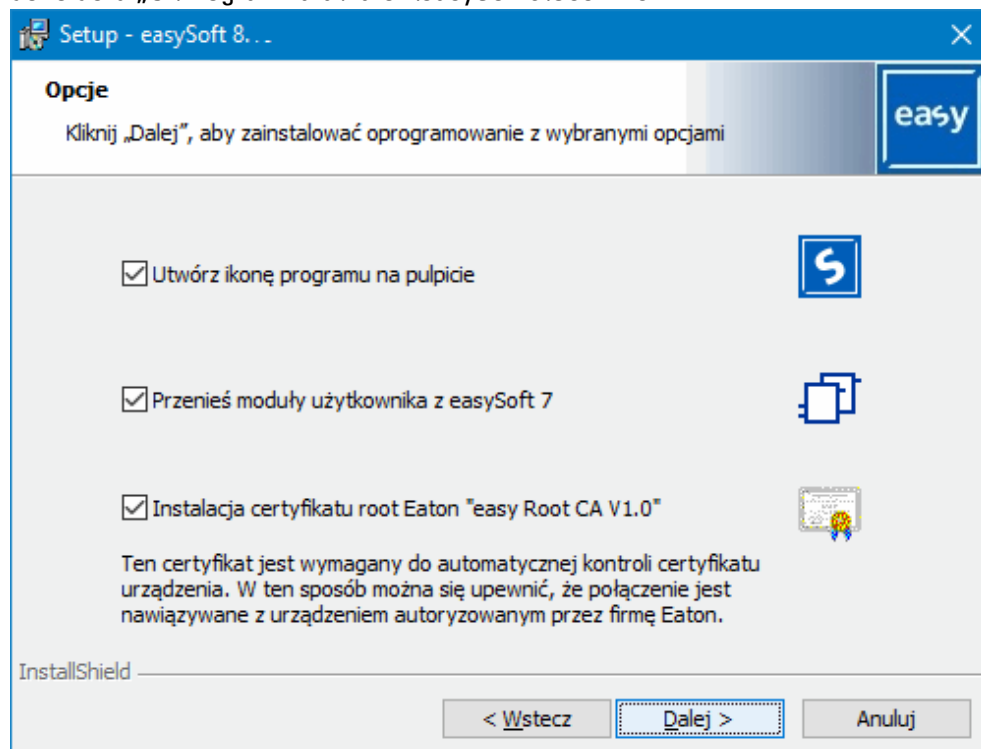 Setup - easySoft 8. . _
Opcje
Kliknij „Dalej”, aby zainstalować oprogramowanie z wybranymi opcjami
easy
Utwórz ikonę programu na pulpicie
S
Przenieś moduły użytkownika z easySoft 7
Instalacja certyfikatu root Eaton "easy Root CA V1.0"
Ten certyfikat jest wymagany do automatycznej kontroli certyfikatu
urządzenia. W ten sposób można się upewnić, że połączenie jest
nawiązywane z urządzeniem autoryzowanym przez firmę Eaton.
InstallShield
< Wstecz
Dalej >
Anuluj